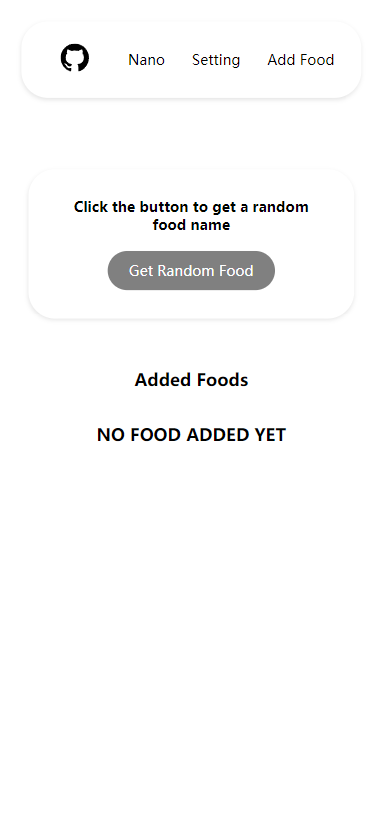 Nano Setting Add Food
Click the button to get a random
food name
Get Random Food
Added Foods
NO FOOD ADDED YET